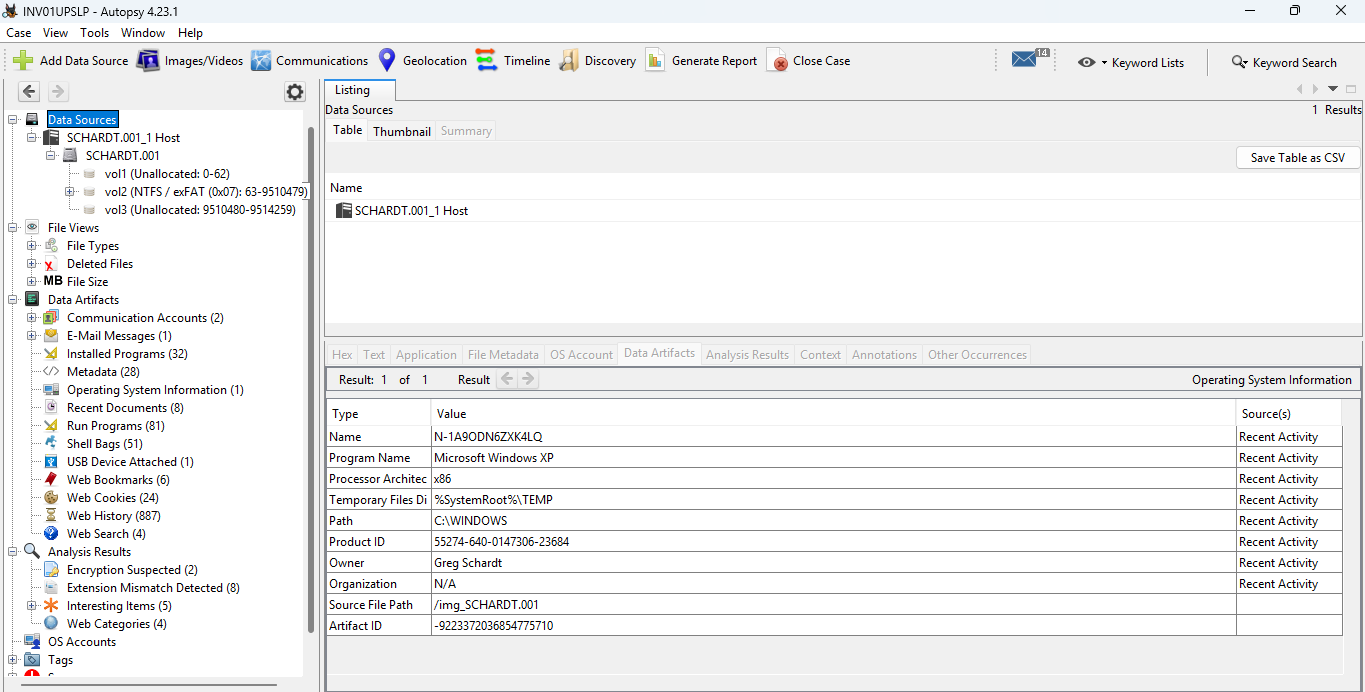 INV01UPSLP - Autopsy 4.23.1
Case View Tools Window Help
Add Data Source Images/Videos Communications Geolocation Timeline Discovery Generate Report Close Case 14 Keyword Lists Keyword Search
Data Sources
SCHARDT.001_1 Host
SCHARDT.001
vol1 (Unallocated: 0-62)
vol2 (NTFS / exFAT (0x07): 63-9510479)
vol3 (Unallocated: 9510480-9514259)
File Views
File Types
Deleted Files
MB File Size
Data Artifacts
Communication Accounts (2)
E-Mail Messages (1)
Installed Programs (32)
Metadata (28)
Operating System Information (1)
Recent Documents (8)
Run Programs (81)
Shell Bags (51)
USB Device Attached (1)
Web Bookmarks (6)
Web Cookies (24)
Web History (887)
Web Search (4)
Analysis Results
Encryption Suspected (2)
Extension Mismatch Detected (8)
Interesting Items (5)
Web Categories (4)
OS Accounts
Tags
Listing
Data Sources
1 Results
Table Thumbnail Summary
Save Table as CSV
Name
SCHARDT.001_1 Host
Hex Text Application File Metadata OS Account Data Artifacts Analysis Results Context Annotations Other Occurrences
Result: 1 of 1 Result Operating System Information
Type Value Source(s)
Name N-1A9ODN6ZXK4LQ Recent Activity
Program Name Microsoft Windows XP Recent Activity
Processor Architec x86 Recent Activity
Temporary Files Di %SystemRoot%\TEMP Recent Activity
Path C:\WINDOWS Recent Activity
Product ID 55274-640-0147306-23684 Recent Activity
Owner Greg Schardt Recent Activity
Organization N/A Recent Activity
Source File Path /img_SCHARDT.001
Artifact ID -9223372036854775710